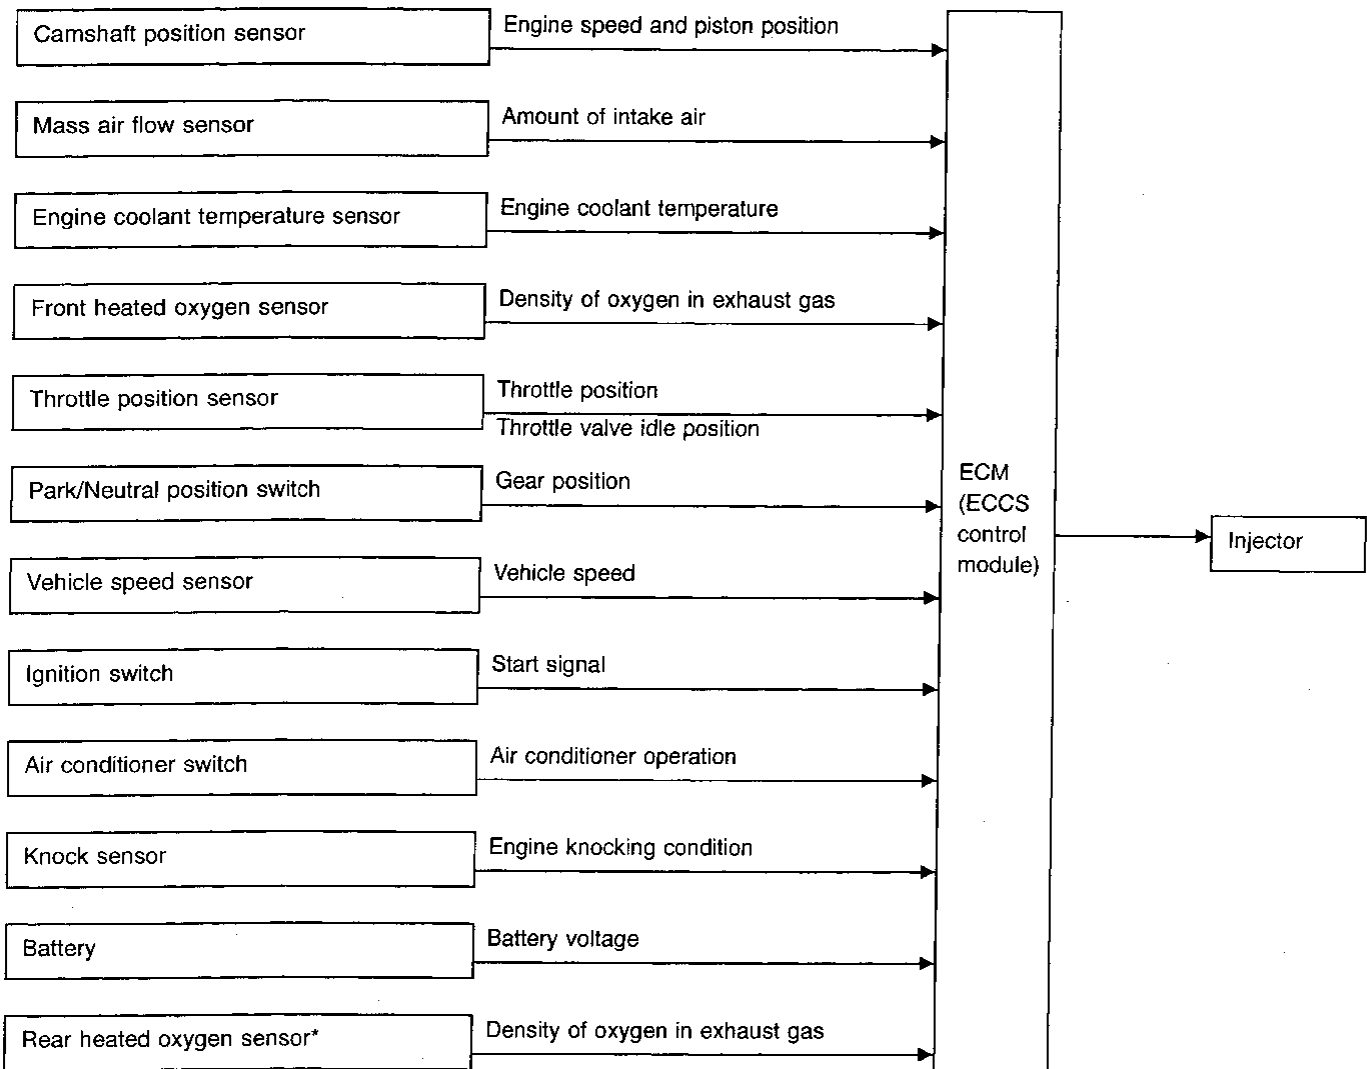 Camshaft position sensor
Engine speed and piston position
Mass air flow sensor
Amount of intake air
Engine coolant temperature sensor
Engine coolant temperature
Front heated oxygen sensor
Density of oxygen in exhaust gas
Throttle position sensor
Throttle position
Throttle valve idle position
Park/Neutral position switch
Gear position
Vehicle speed sensor
Vehicle speed
Ignition switch
Start signal
Air conditioner switch
Air conditioner operation
Knock sensor
Engine knocking condition
Battery
Battery voltage
Rear heated oxygen sensor*
Density of oxygen in exhaust gas
ECM
(ECCS
control
module)
Injector